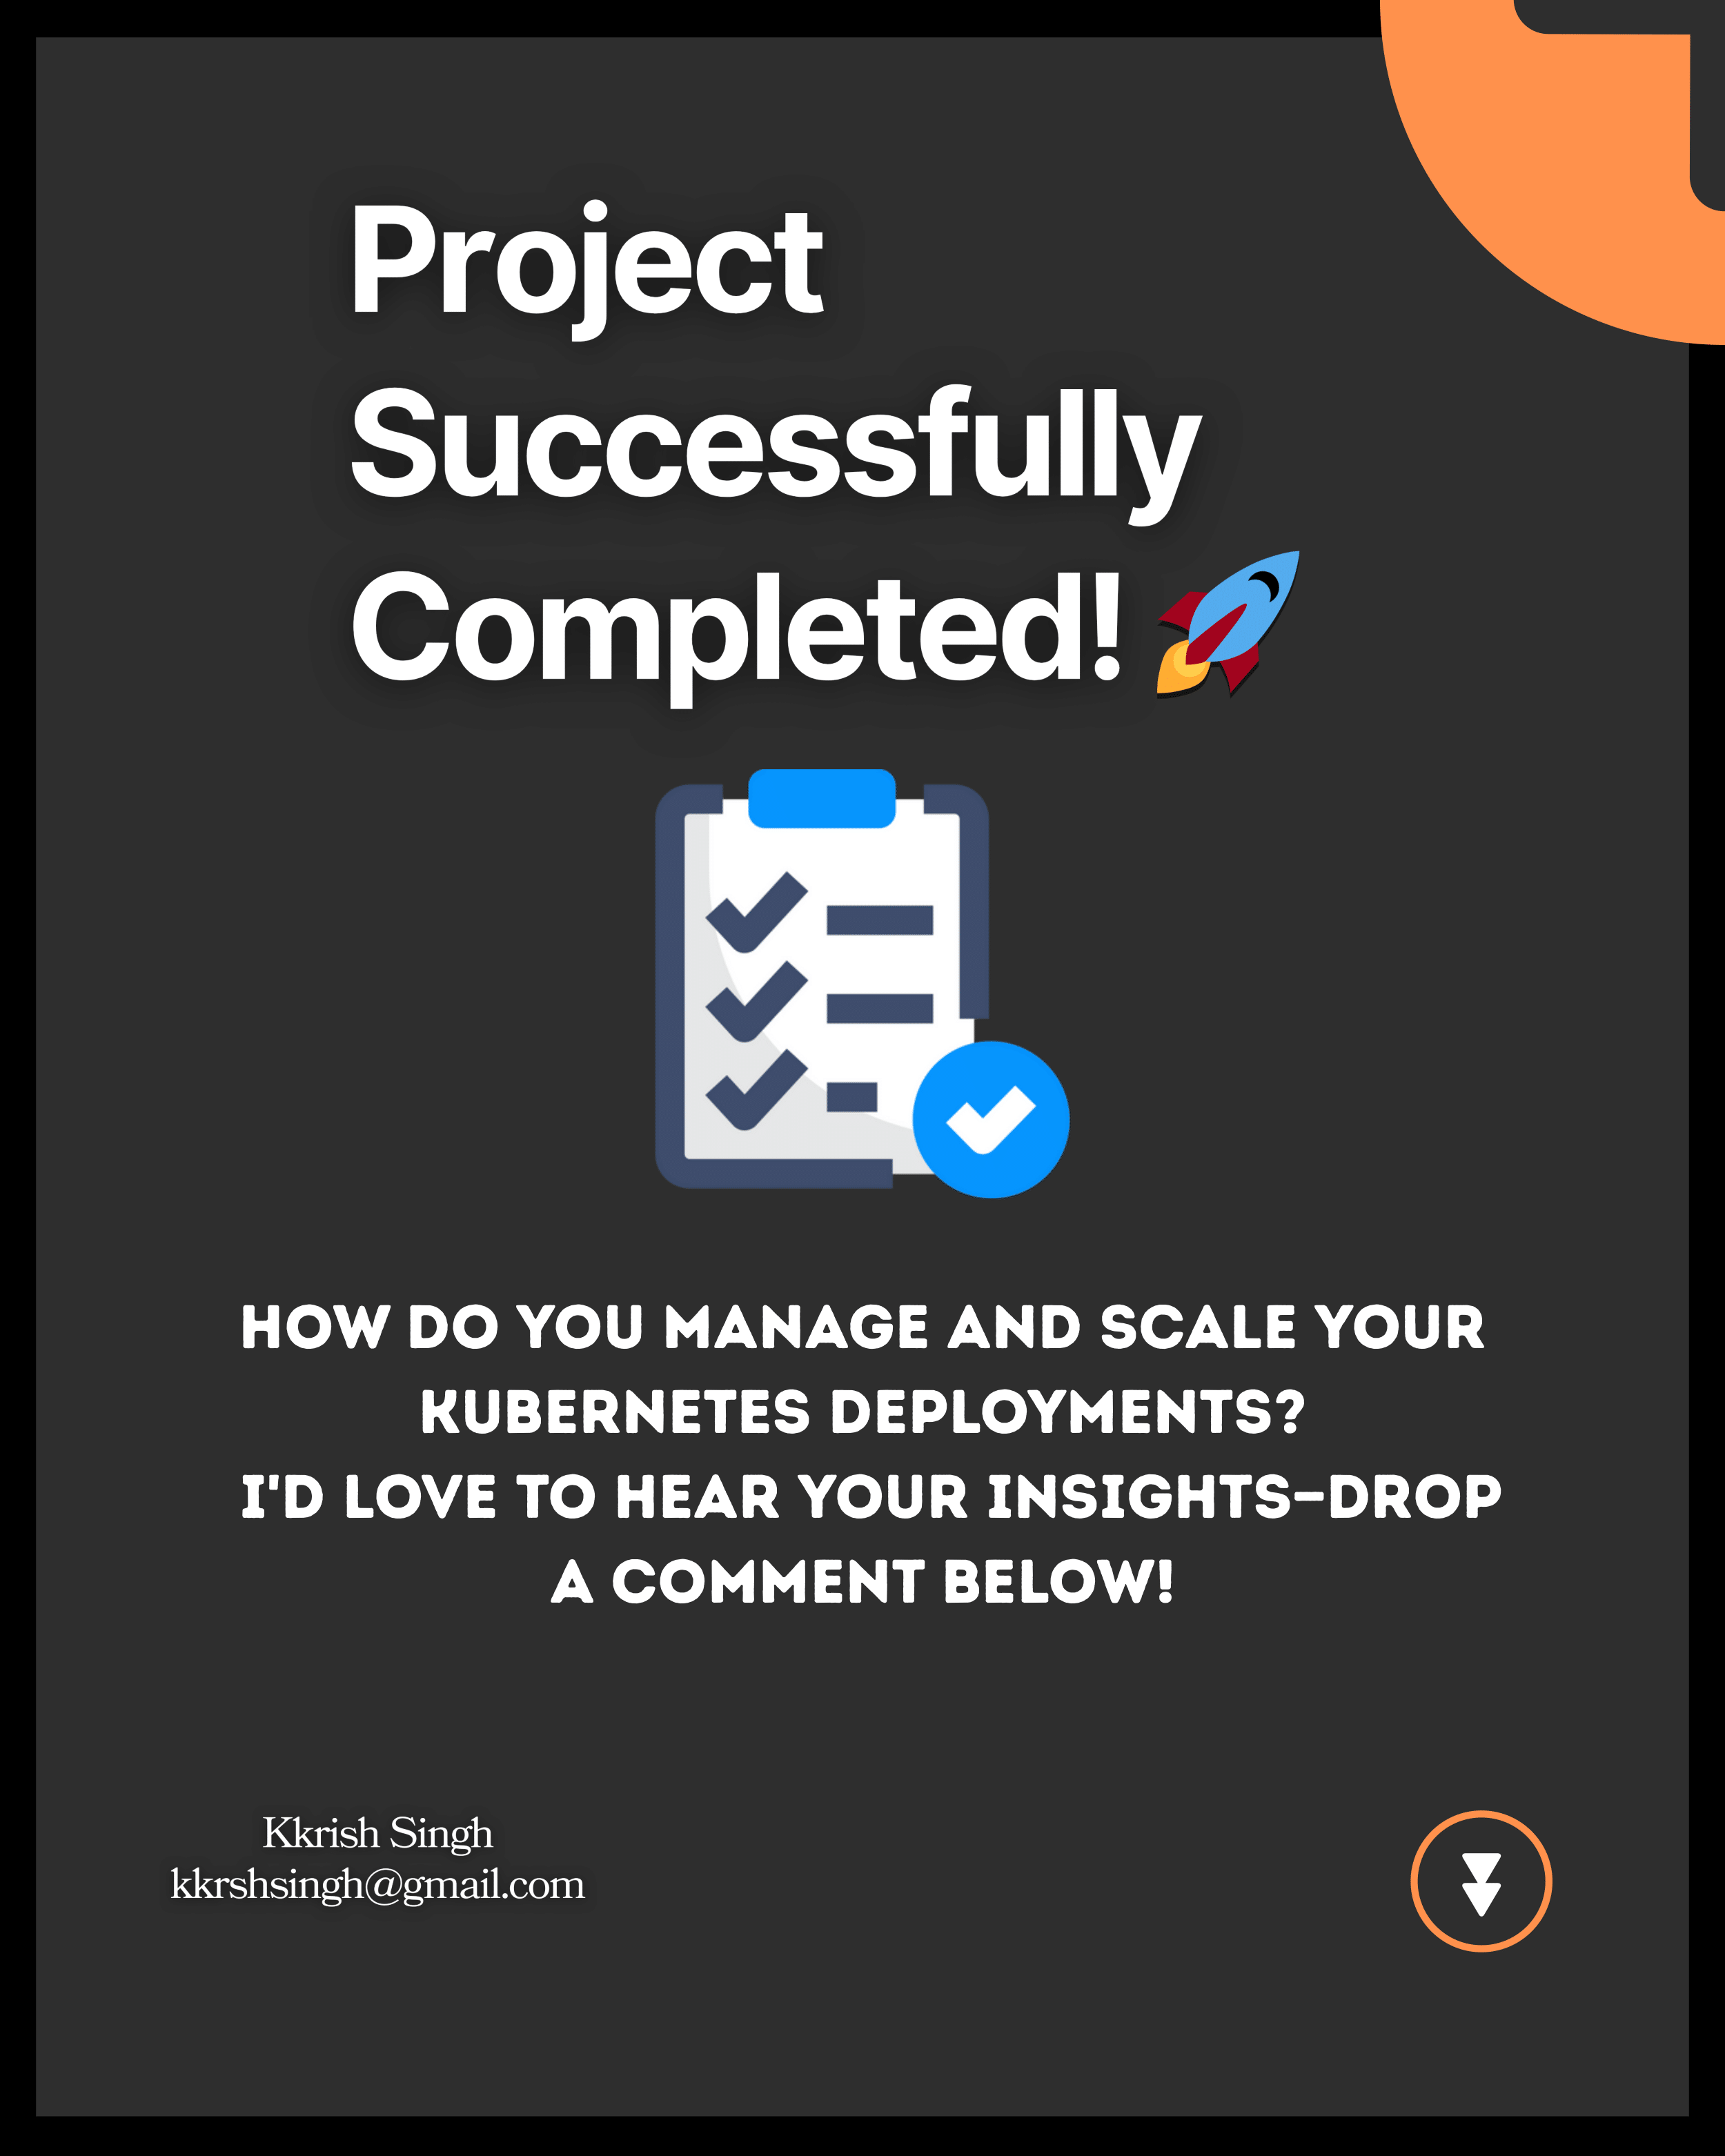 Project
Successfully
Completed! 🚀
HOW DO YOU MANAGE AND SCALE YOUR
KUBERNETES DEPLOYMENTS?
I'D LOVE TO HEAR YOUR INSIGHTS—DROP
A COMMENT BELOW!
Kkrish Singh
kkrshsingh@gmail.com